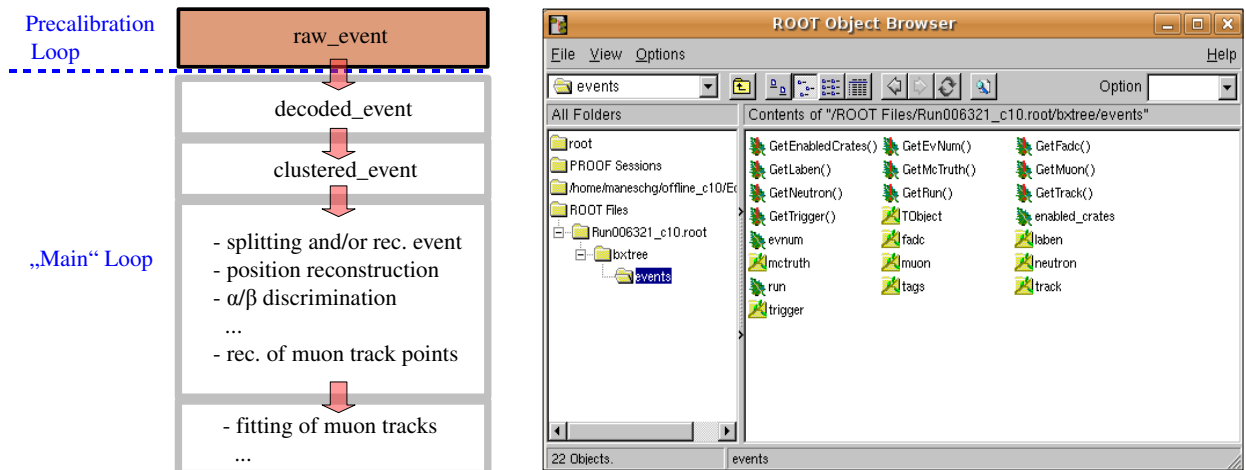 Precalibration
Loop
raw_event
decoded_event
clustered_event
„Main“ Loop
- splitting and/or rec. event
- position reconstruction
- α/β discrimination
...
- rec. of muon track points
- fitting of muon tracks
...
ROOT Object Browser
File View Options Help
events Option
All Folders
Contents of "/ROOT Files/Run006321_c10.root/bxtree/events"
root
PROOF Sessions
/home/maneschg/offline_c10/Ec
ROOT Files
Run006321_c10.root
bxtree
events
GetEnabledCrates() GetEvNum() GetFadc()
GetLaben() GetMcTruth() GetMuon()
GetNeutron() GetRun() GetTrack()
GetTrigger() TObject enabled_crates
evnum fadc laben
mctruth muon neutron
run tags track
trigger
22 Objects. events